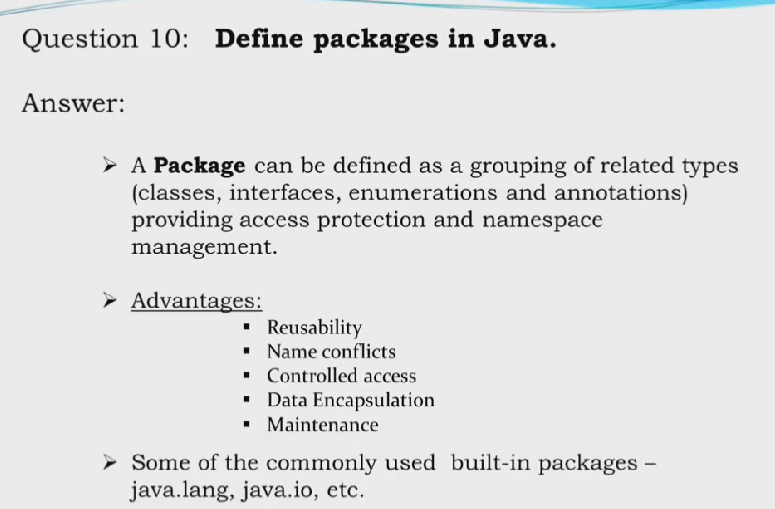 Question 10: Define packages in Java.
Answer:
➢ A Package can be defined as a grouping of related types
(classes, interfaces, enumerations and annotations)
providing access protection and namespace
management.
➢ Advantages:
▪ Reusability
▪ Name conflicts
▪ Controlled access
▪ Data Encapsulation
▪ Maintenance
➢ Some of the commonly used built-in packages –
java.lang, java.io, etc.